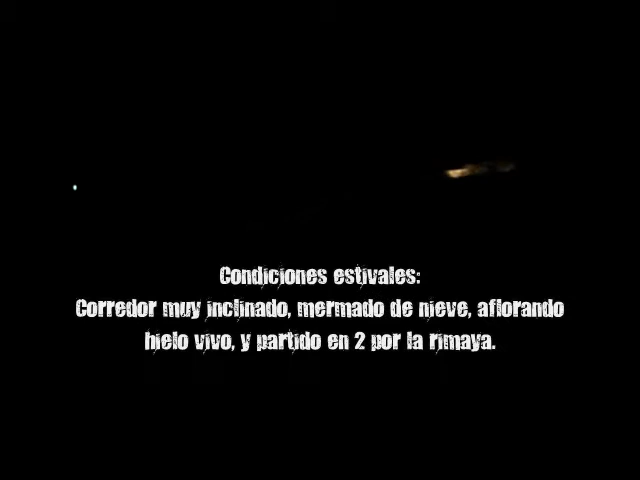 Condiciones estivales:
Corredor muy inclinado, mermado de nieve, aflorando
hielo vivo, y partido en 2 por la rimaya.